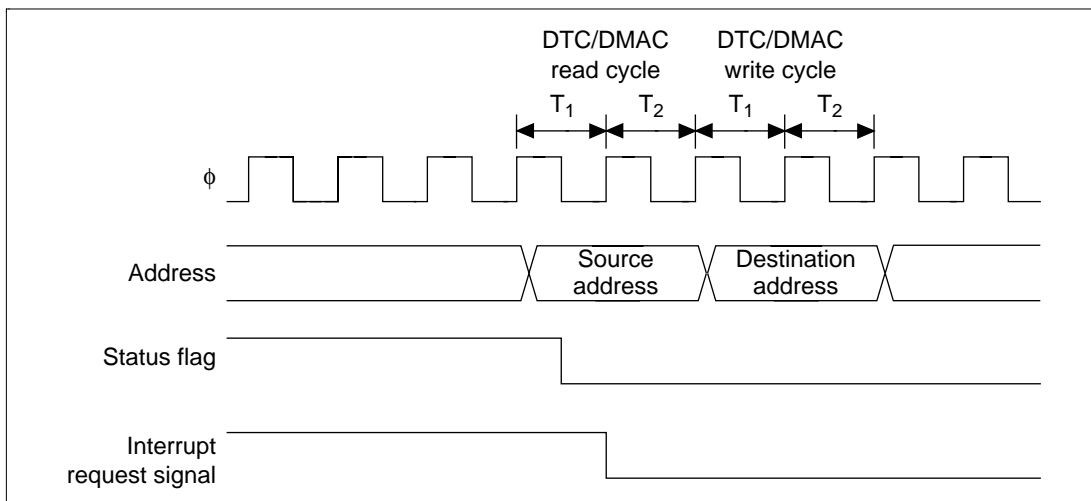 DTC/DMAC DTC/DMAC
read cycle write cycle
T1 T2 T1 T2
ϕ
Address
Source
address
Destination
address
Status flag
Interrupt
request signal